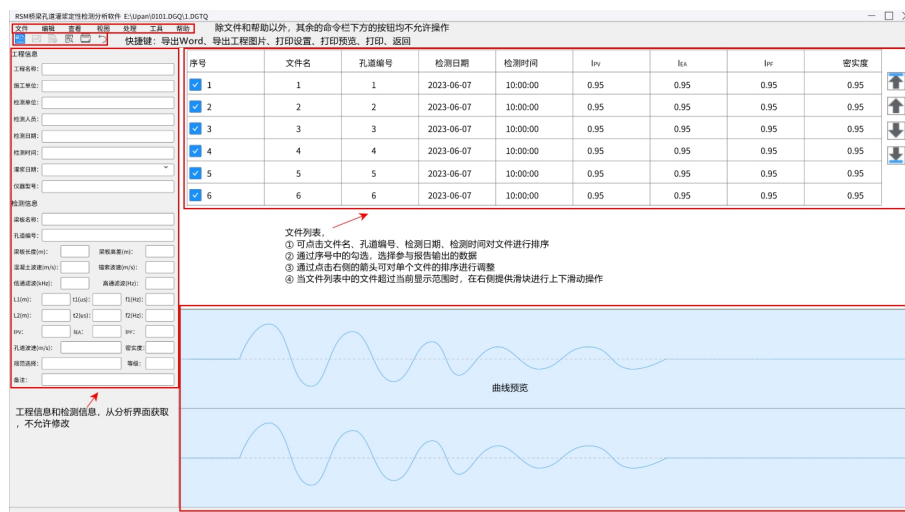 RSM桥梁孔道灌浆定性检测分析软件 E:\Upan\0101.DGQ\1.DGTQ
文件 编辑 查看 视图 处理 工具 帮助
除文件和帮助以外，其余的命令栏下方的按钮均不允许操作
快捷键：导出Word、导出工程图片、打印设置、打印预览、打印、返回
工程信息
工程名称:
施工单位:
检测单位:
检测人员:
检测日期:
检测时间:
灌浆日期:
仪器型号:
检测信息
梁板名称:
孔道编号:
梁板长度(m): 梁板高差(m):
混凝土波速(m/s): 锚索波速(m/s):
低通滤波(kHz): 高通滤波(Hz):
L1(m): t1(us): f1(Hz):
L2(m): t2(us): f2(Hz):
IPV: IEA: IPF:
孔道波速(m/s): 密实度:
规范选择: 等级:
备注:
工程信息和检测信息，从分析界面获取
，不允许修改
序号 文件名 孔道编号 检测日期 检测时间 IPV IEA IPF 密实度
1 1 1 2023-06-07 10:00:00 0.95 0.95 0.95 0.95
2 2 2 2023-06-07 10:00:00 0.95 0.95 0.95 0.95
3 3 3 2023-06-07 10:00:00 0.95 0.95 0.95 0.95
4 4 4 2023-06-07 10:00:00 0.95 0.95 0.95 0.95
5 5 5 2023-06-07 10:00:00 0.95 0.95 0.95 0.95
6 6 6 2023-06-07 10:00:00 0.95 0.95 0.95 0.95
文件列表，
① 可点击文件名、孔道编号、检测日期、检测时间对文件进行排序
② 通过序号中的勾选，选择参与报告输出的数据
③ 通过点击右侧的箭头可对单个文件的排序进行调整
④ 当文件列表中的文件超过当前显示范围时，在右侧提供滑块进行上下滑动操作
曲线预览